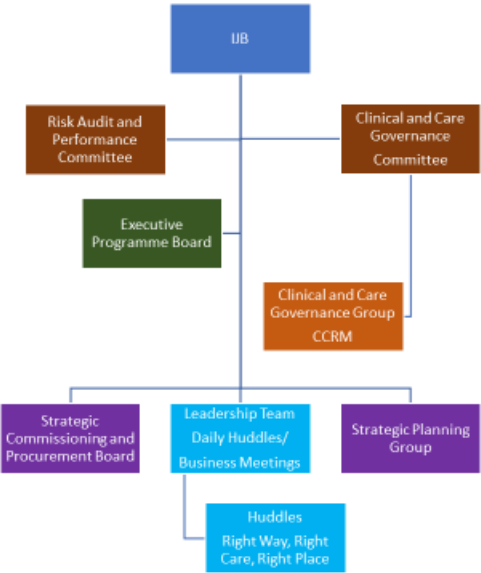 IJB
Risk Audit and
Performance
Committee
Clinical and Care
Governance
Committee
Executive
Programme Board
Clinical and Care
Governance Group
CCRM
Strategic
Commissioning and
Procurement Board
Leadership Team
Daily Huddles/
Business Meetings
Strategic Planning
Group
Huddles
Right Way, Right
Care, Right Place